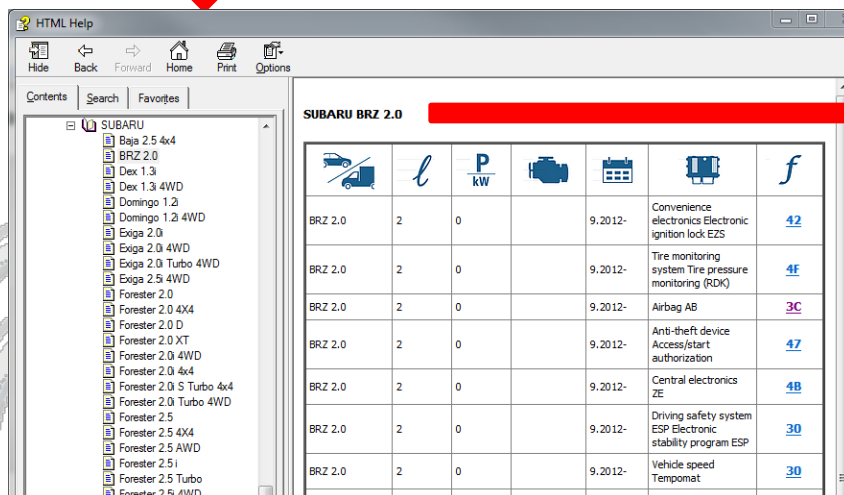 HTML Help
Hide Back Forward Home Print Options
Contents Search Favorites
SUBARU
Baja 2.5 4x4
BRZ 2.0
Dex 1.3i
Dex 1.3i 4WD
Domingo 1.2i
Domingo 1.2i 4WD
Exiga 2.0i
Exiga 2.0i 4WD
Exiga 2.0i Turbo 4WD
Exiga 2.5i 4WD
Forester 2.0
Forester 2.0 4X4
Forester 2.0 D
Forester 2.0 XT
Forester 2.0i 4WD
Forester 2.0i 4x4
Forester 2.0i S Turbo 4x4
Forester 2.0i Turbo 4WD
Forester 2.5
Forester 2.5 4X4
Forester 2.5 AWD
Forester 2.5 i
Forester 2.5 Turbo
Forester 2.5i 4WD
SUBARU BRZ 2.0
ℓ P kW f
BRZ 2.0 2 0 9.2012- Convenience
electronics Electronic
ignition lock EZS 42
BRZ 2.0 2 0 9.2012- Tire monitoring
system Tire pressure
monitoring (RDK) 4F
BRZ 2.0 2 0 9.2012- Airbag AB 3C
BRZ 2.0 2 0 9.2012- Anti-theft device
Access/start
authorization 47
BRZ 2.0 2 0 9.2012- Central electronics
ZE 4B
BRZ 2.0 2 0 9.2012- Driving safety system
ESP Electronic
stability program ESP 30
BRZ 2.0 2 0 9.2012- Vehicle speed
Tempomat 30